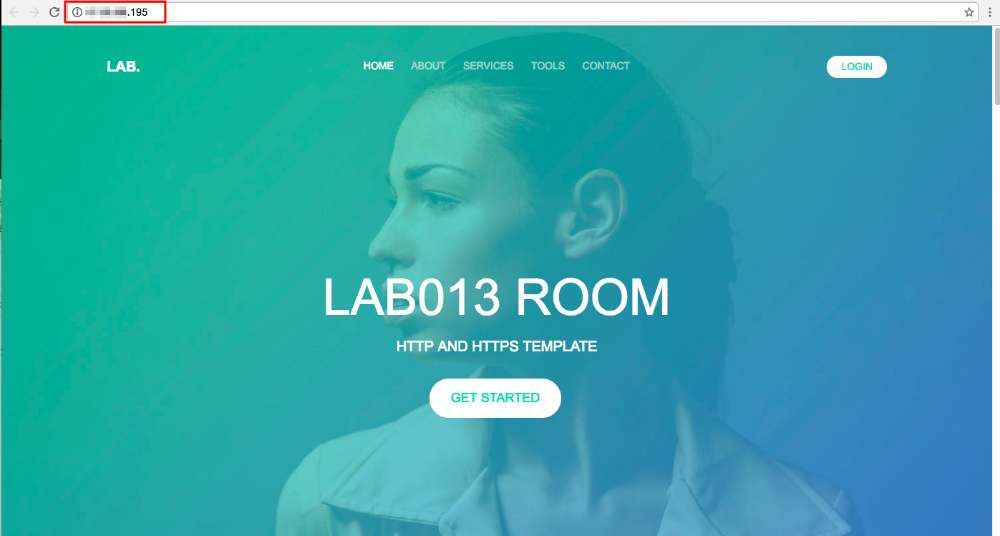 .195
LAB.
HOME ABOUT SERVICES TOOLS CONTACT
LOGIN
LAB013 ROOM
HTTP AND HTTPS TEMPLATE
GET STARTED